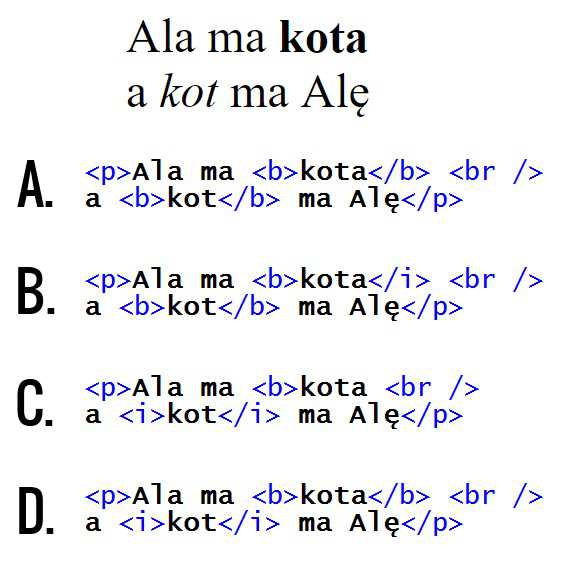 Ala ma kota
a kot ma Alę
A. <p>Ala ma <b>kota</b> <br />
a <b>kot</b> ma Alę</p>
B. <p>Ala ma <b>kota</i> <br />
a <b>kot</b> ma Alę</p>
C. <p>Ala ma <b>kota <br />
a <i>kot</i> ma Alę</p>
D. <p>Ala ma <b>kota</b> <br />
a <i>kot</i> ma Alę</p>